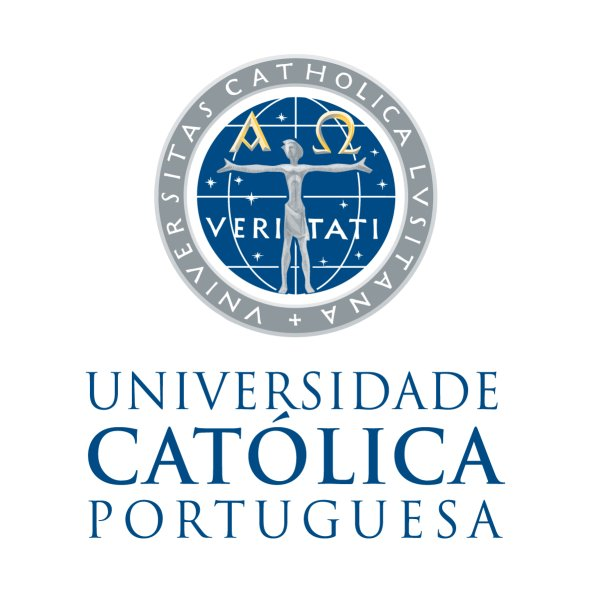 VNIVERSITAS CATHOLICA LVSITANA +
Α Ω
VERITATI
UNIVERSIDADE
CATÓLICA
PORTUGUESA